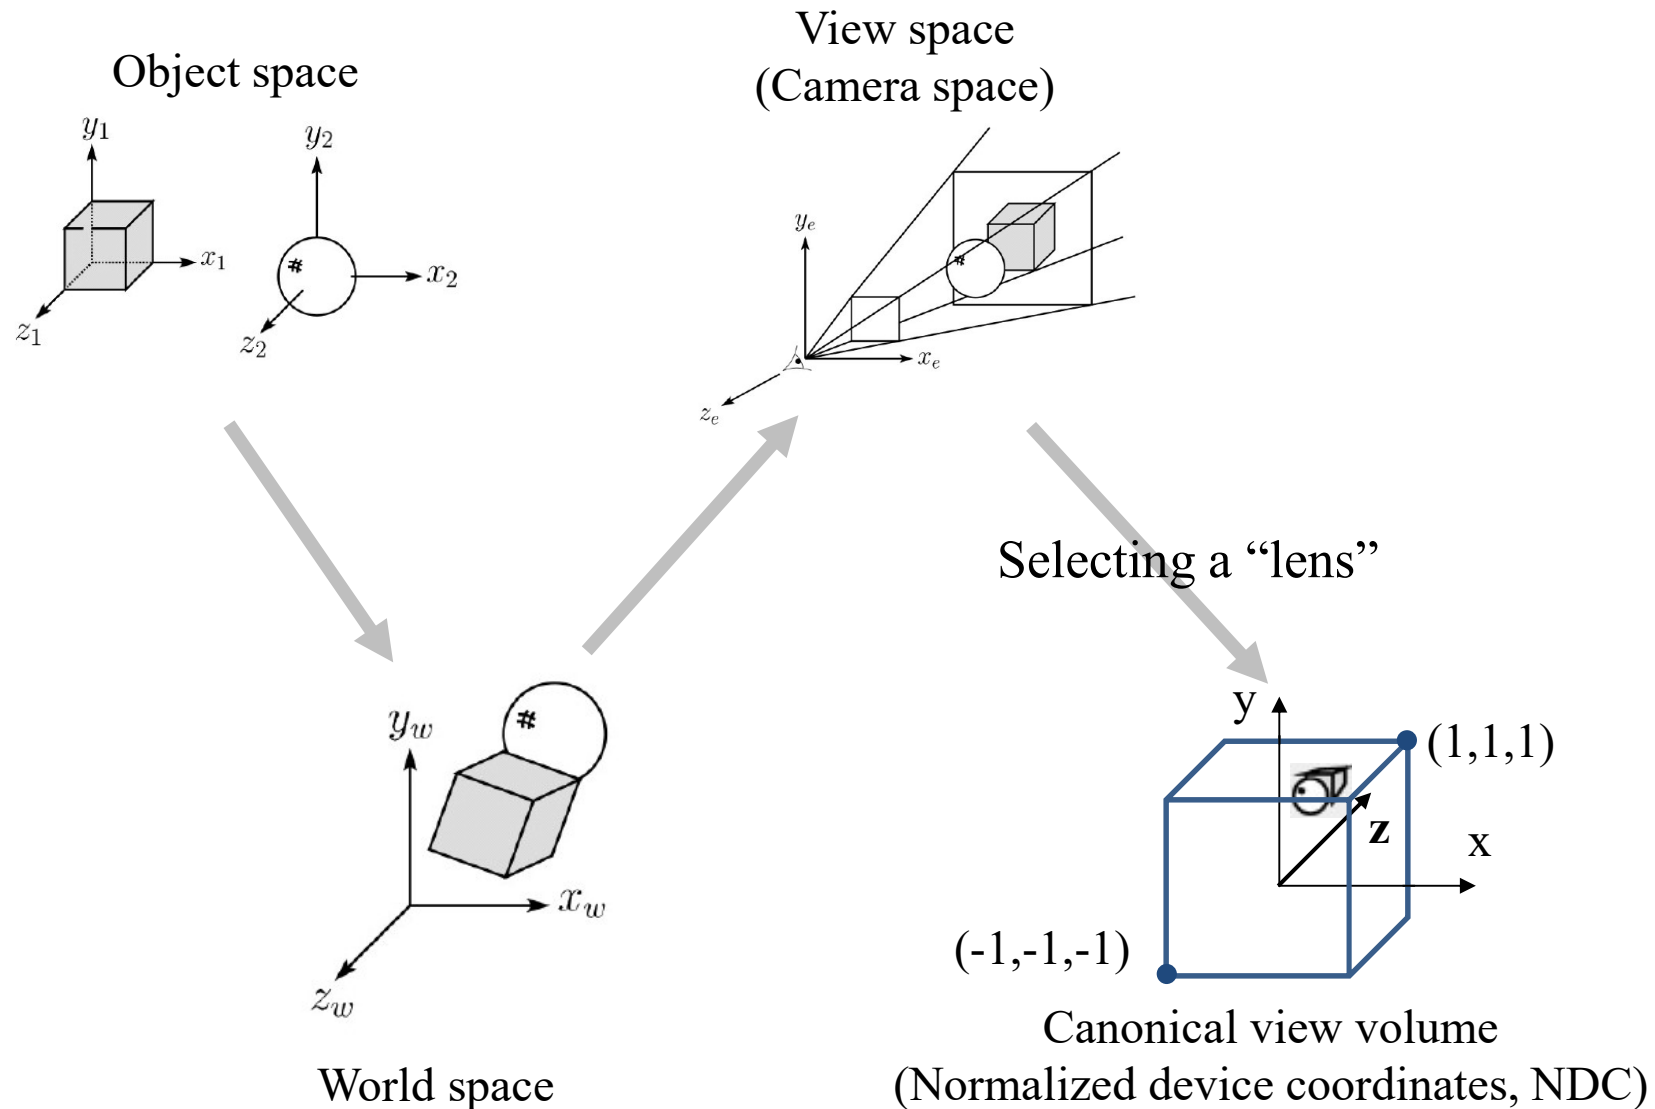 Object space
y1
x1
z1
y2
#
x2
z2
View space
(Camera space)
ye
#
xe
ze
Selecting a “lens”
yw
#
xw
zw
World space
y
(1,1,1)
z
x
(-1,-1,-1)
Canonical view volume
(Normalized device coordinates, NDC)